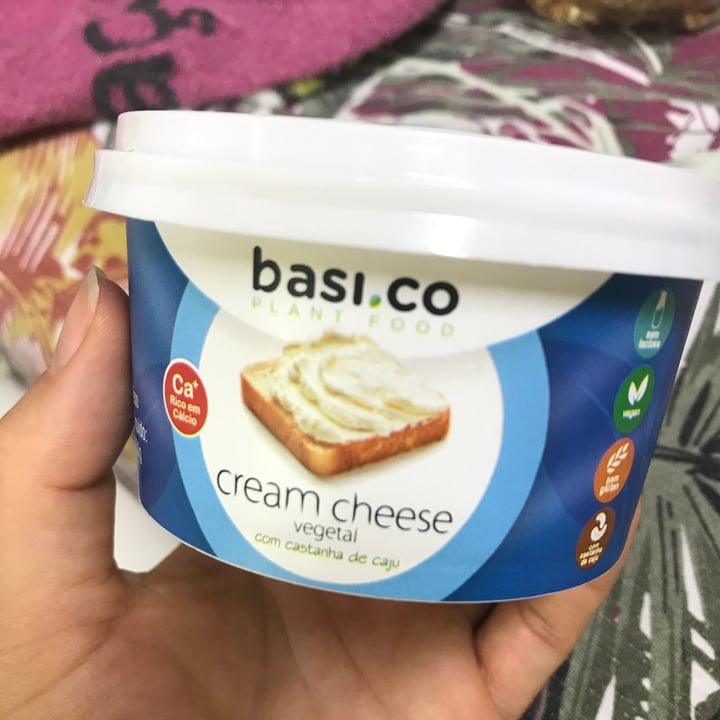 basi.co
PLANT FOOD
Ca+
Rico em
Cálcio
cream cheese
vegetal
com castanha de caju
sem
lactose
vegan
sem
glúten
com
castanha
de caju